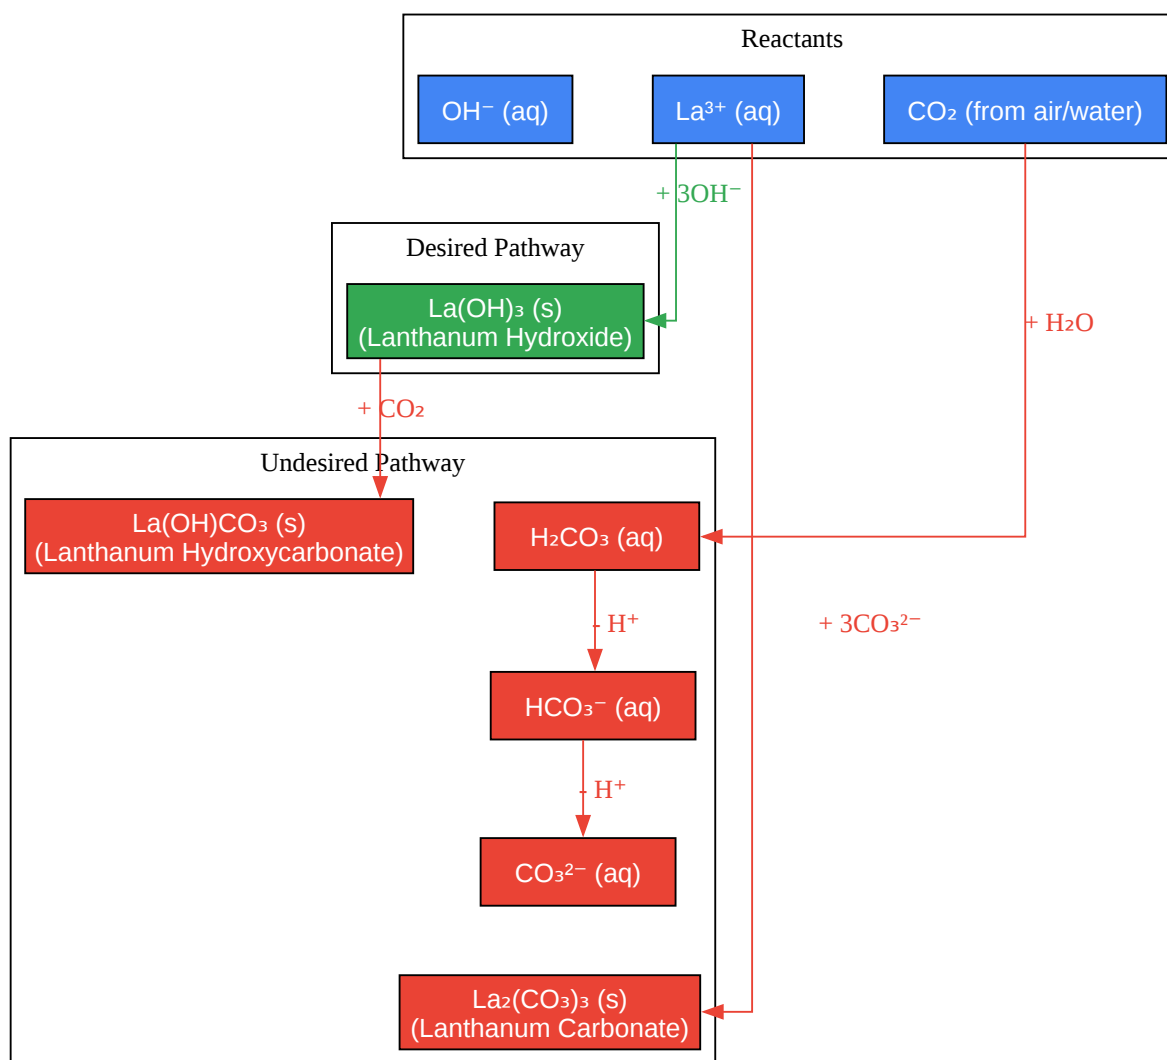 Reactants
OH⁻ (aq)
La³⁺ (aq)
CO₂ (from air/water)
+ 3OH⁻
Desired Pathway
La(OH)₃ (s)
(Lanthanum Hydroxide)
+ H₂O
+ CO₂
Undesired Pathway
La(OH)CO₃ (s)
(Lanthanum Hydroxycarbonate)
H₂CO₃ (aq)
- H⁺
+ 3CO₃²⁻
HCO₃⁻ (aq)
- H⁺
CO₃²⁻ (aq)
La₂(CO₃)₃ (s)
(Lanthanum Carbonate)